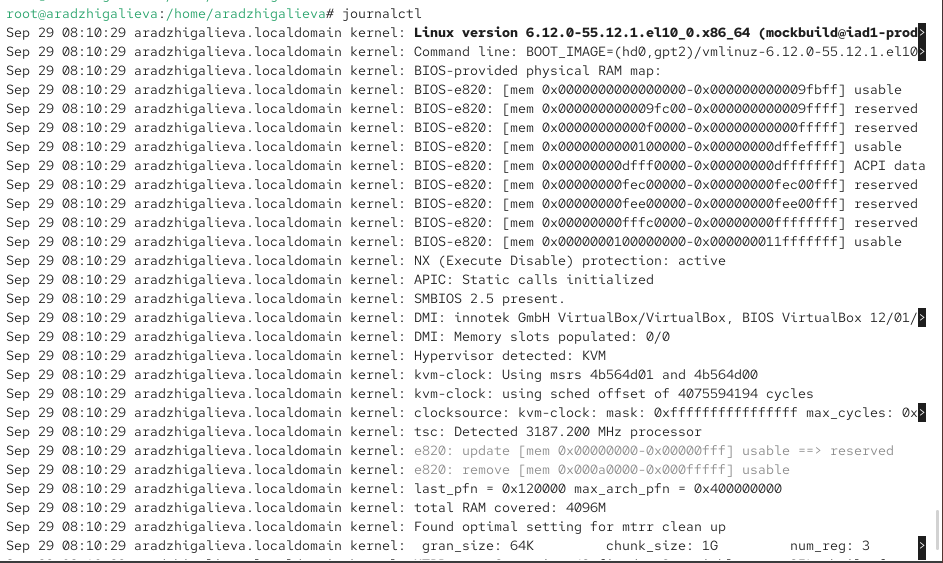 root@aradzhigalieva:/home/aradzhigalieva# journalctl
Sep 29 08:10:29 aradzhigalieva.localdomain kernel: Linux version 6.12.0-55.12.1.el10_0.x86_64 (mockbuild@iad1-prod>
Sep 29 08:10:29 aradzhigalieva.localdomain kernel: Command line: BOOT_IMAGE=(hd0,gpt2)/vmlinuz-6.12.0-55.12.1.el10>
Sep 29 08:10:29 aradzhigalieva.localdomain kernel: BIOS-provided physical RAM map:
Sep 29 08:10:29 aradzhigalieva.localdomain kernel: BIOS-e820: [mem 0x0000000000000000-0x000000000009fbff] usable
Sep 29 08:10:29 aradzhigalieva.localdomain kernel: BIOS-e820: [mem 0x000000000009fc00-0x000000000009ffff] reserved
Sep 29 08:10:29 aradzhigalieva.localdomain kernel: BIOS-e820: [mem 0x00000000000f0000-0x00000000000fffff] reserved
Sep 29 08:10:29 aradzhigalieva.localdomain kernel: BIOS-e820: [mem 0x0000000000100000-0x00000000dffeffff] usable
Sep 29 08:10:29 aradzhigalieva.localdomain kernel: BIOS-e820: [mem 0x00000000dfff0000-0x00000000dfffffff] ACPI data
Sep 29 08:10:29 aradzhigalieva.localdomain kernel: BIOS-e820: [mem 0x00000000fec00000-0x00000000fec00fff] reserved
Sep 29 08:10:29 aradzhigalieva.localdomain kernel: BIOS-e820: [mem 0x00000000fee00000-0x00000000fee00fff] reserved
Sep 29 08:10:29 aradzhigalieva.localdomain kernel: BIOS-e820: [mem 0x00000000fffc0000-0x00000000ffffffff] reserved
Sep 29 08:10:29 aradzhigalieva.localdomain kernel: BIOS-e820: [mem 0x0000000100000000-0x000000011fffffff] usable
Sep 29 08:10:29 aradzhigalieva.localdomain kernel: NX (Execute Disable) protection: active
Sep 29 08:10:29 aradzhigalieva.localdomain kernel: APIC: Static calls initialized
Sep 29 08:10:29 aradzhigalieva.localdomain kernel: SMBIOS 2.5 present.
Sep 29 08:10:29 aradzhigalieva.localdomain kernel: DMI: innotek GmbH VirtualBox/VirtualBox, BIOS VirtualBox 12/01/>
Sep 29 08:10:29 aradzhigalieva.localdomain kernel: DMI: Memory slots populated: 0/0
Sep 29 08:10:29 aradzhigalieva.localdomain kernel: Hypervisor detected: KVM
Sep 29 08:10:29 aradzhigalieva.localdomain kernel: kvm-clock: Using msrs 4b564d01 and 4b564d00
Sep 29 08:10:29 aradzhigalieva.localdomain kernel: kvm-clock: using sched offset of 4075594194 cycles
Sep 29 08:10:29 aradzhigalieva.localdomain kernel: clocksource: kvm-clock: mask: 0xffffffffffffffff max_cycles: 0x>
Sep 29 08:10:29 aradzhigalieva.localdomain kernel: tsc: Detected 3187.200 MHz processor
Sep 29 08:10:29 aradzhigalieva.localdomain kernel: e820: update [mem 0x00000000-0x00000fff] usable ==> reserved
Sep 29 08:10:29 aradzhigalieva.localdomain kernel: e820: remove [mem 0x000a0000-0x000fffff] usable
Sep 29 08:10:29 aradzhigalieva.localdomain kernel: last_pfn = 0x120000 max_arch_pfn = 0x400000000
Sep 29 08:10:29 aradzhigalieva.localdomain kernel: total RAM covered: 4096M
Sep 29 08:10:29 aradzhigalieva.localdomain kernel: Found optimal setting for mtrr clean up
Sep 29 08:10:29 aradzhigalieva.localdomain kernel:  gran_size: 64K         chunk_size: 1G         num_reg: 3      >